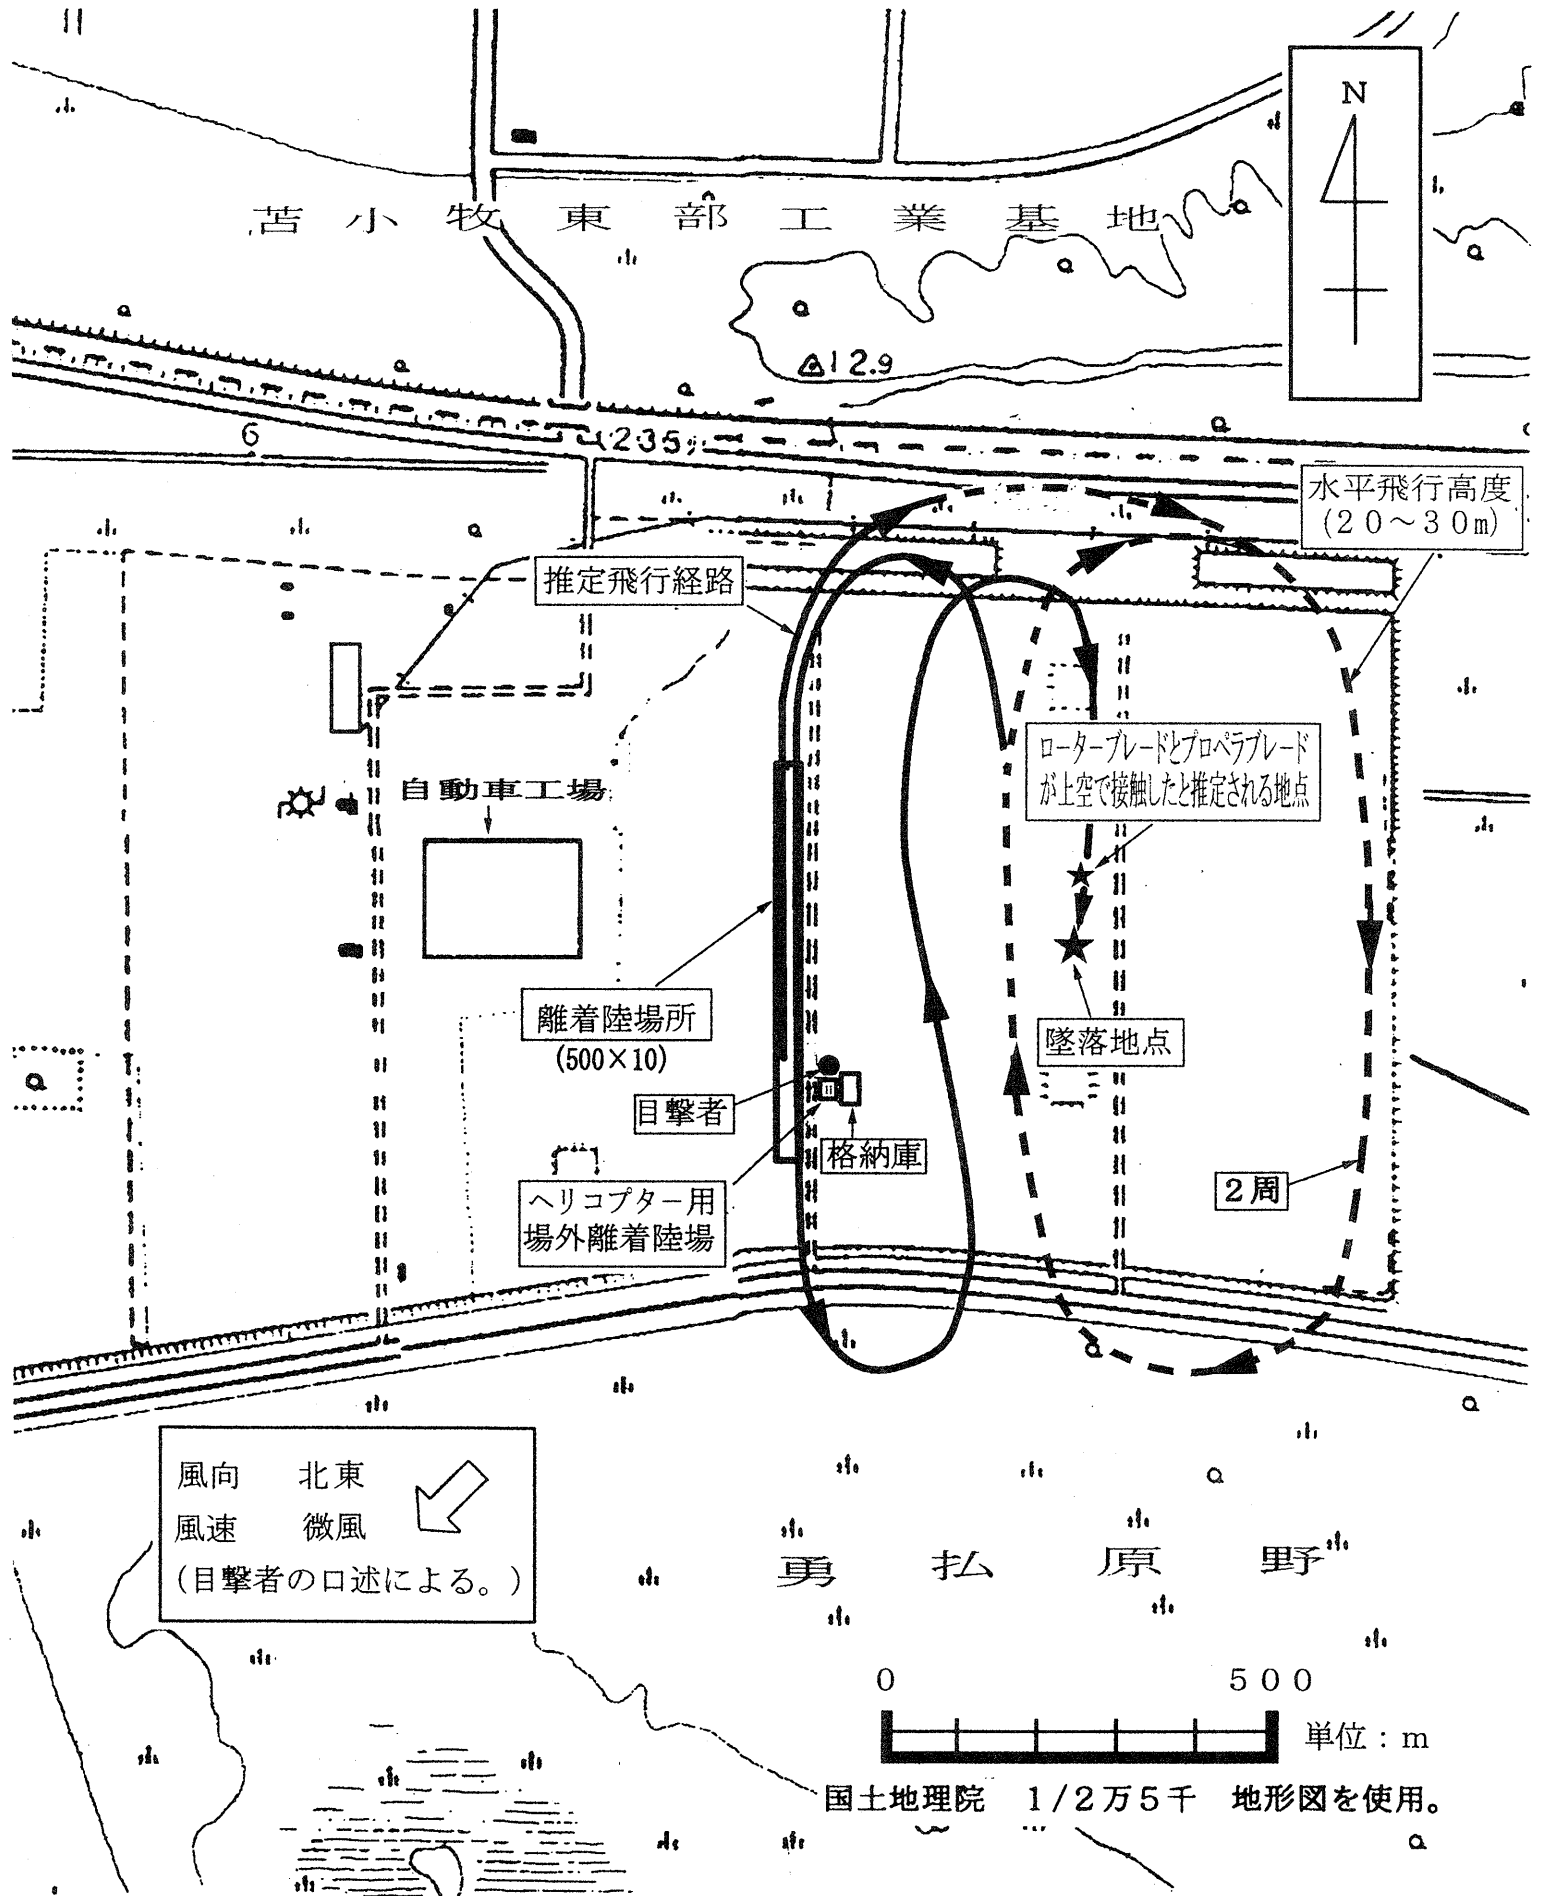 N
苫小牧東部工業基地
12.9
6
235
水平飛行高度
(20～30m)
推定飛行経路
ローターブレードとプロペラブレード
が上空で接触したと推定される地点
自動車工場
離着陸場所
(500×10)
墜落地点
目撃者
格納庫
2周
ヘリコプター用
場外離着陸場
風向 北東
風速 微風
(目撃者の口述による。)
勇払原野
0 500
単位：m
国土地理院 1/2万5千 地形図を使用。